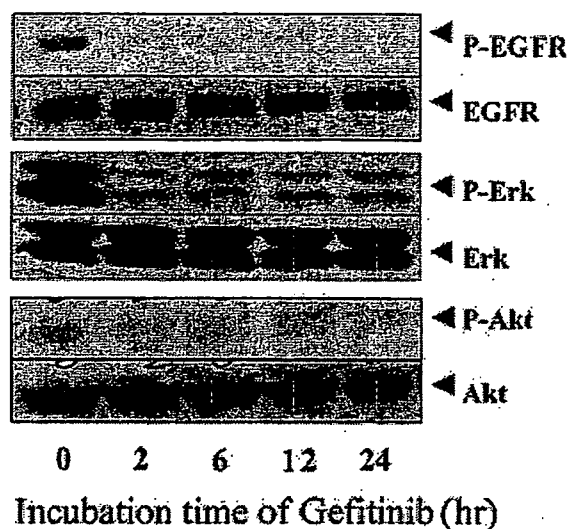 P-EGFR
EGFR
P-Erk
Erk
P-Akt
Akt
0 2 6 12 24
Incubation time of Gefitinib (hr)